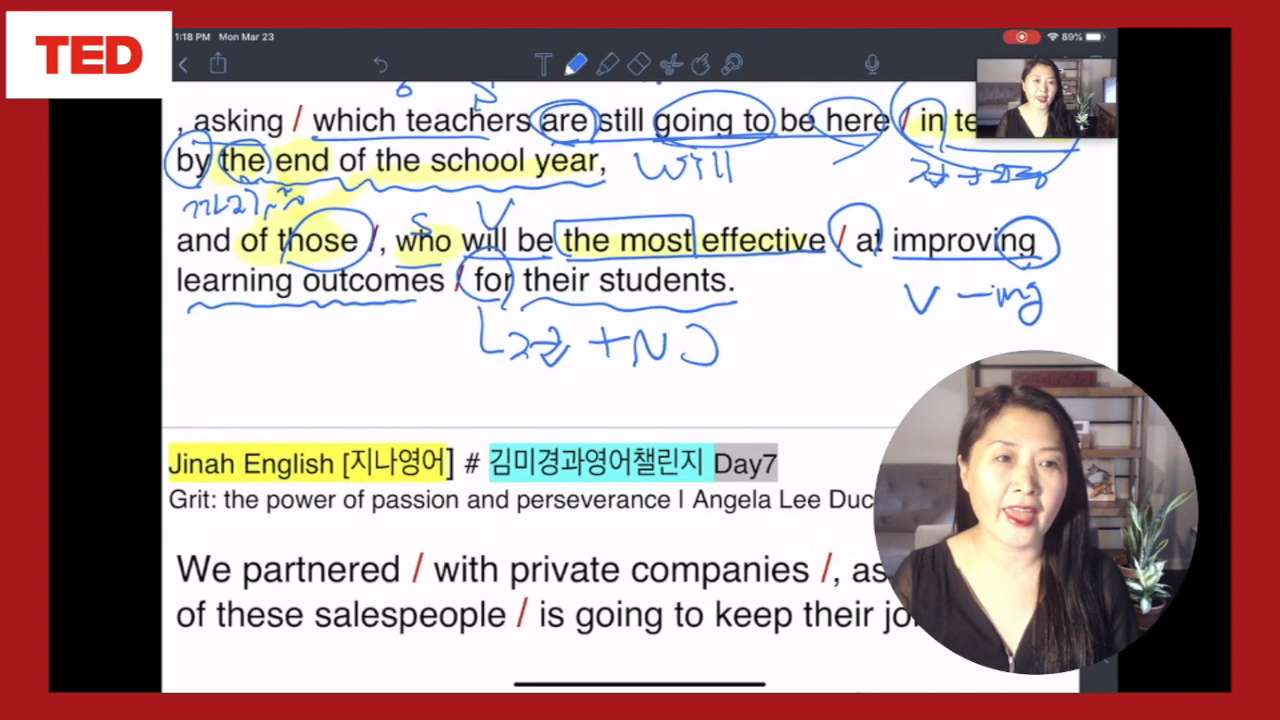 TED
1:18 PM Mon Mar 23
89%
, asking / which teachers are still going to be here / in te
by the end of the school year,
will
S
V
and of those /, who will be the most effective / at improving
learning outcomes / for their students.
V -ing
+N
Jinah English [지나영어] # 김미경과영어챌린지 Day7
Grit: the power of passion and perseverance I Angela Lee Duc
We partnered / with private companies /, as
of these salespeople / is going to keep their jo